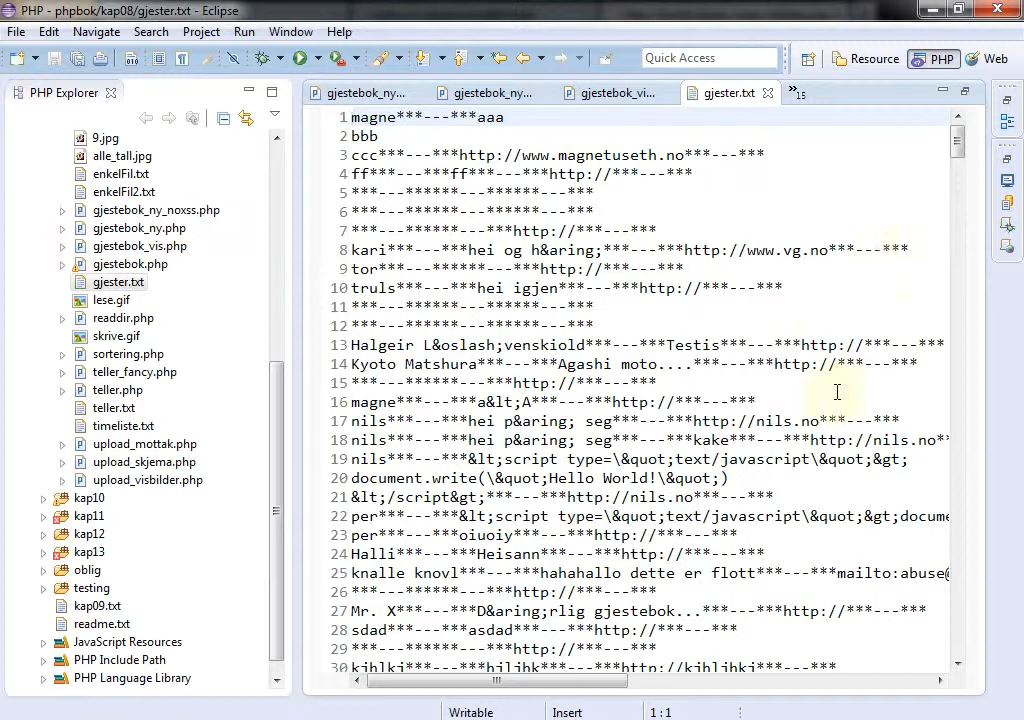 PHP - phpbok/kap08/gjester.txt - Eclipse
File Edit Navigate Search Project Run Window Help
Quick Access Resource PHP Web
PHP Explorer
gjestebok_ny... gjestebok_ny... gjestebok_vi... gjester.txt 15
9.jpg
alle_tall.jpg
enkelFil.txt
enkelFil2.txt
gjestebok_ny_noxss.php
gjestebok_ny.php
gjestebok_vis.php
gjestebok.php
gjester.txt
lese.gif
readdir.php
skrive.gif
sortering.php
teller_fancy.php
teller.php
teller.txt
timeliste.txt
upload_mottak.php
upload_skjema.php
upload_visbilder.php
kap10
kap11
kap12
kap13
oblig
testing
kap09.txt
readme.txt
JavaScript Resources
PHP Include Path
PHP Language Library
1 magne***---***aaa
2 bbb
3 ccc***---***http://www.magnetuseth.no***---***
4 ff***---***ff***---***http://***---***
5 ***---******---******---***
6 ***---******---******---***
7 ***---******---***http://***---***
8 kari***---***hei og h&aring;***---***http://www.vg.no***---***
9 tor***---******---***http://***---***
10 truls***---***hei igjen***---***http://***---***
11 ***---******---******---***
12 ***---******---******---***
13 Halgeir L&oslash;venskiold***---***Testis***---***http://***---***
14 Kyoto Matshura***---***Agashi moto....***---***http://***---***
15 ***---******---***http://***---***
16 magne***---***a&lt;A***---***http://***---***
17 nils***---***hei p&aring; seg***---***http://nils.no***---***
18 nils***---***hei p&aring; seg***---***kake***---***http://nils.no**
19 nils***---***&lt;script type=\&quot;text/javascript\&quot;&gt;
20 document.write(\&quot;Hello World!\&quot;)
21 &lt;/script&gt;***---***http://nils.no***---***
22 per***---***&lt;script type=\&quot;text/javascript\&quot;&gt;docume
23 per***---***oiuoiy***---***http://***---***
24 Halli***---***Heisann***---***http://***---***
25 knalle knovl***---***hahahallo dette er flott***---***mailto:abuse@
26 ***---******---***http://***---***
27 Mr. X***---***D&aring;rlig gjestebok...***---***http://***---***
28 sdad***---***asdad***---***http://***---***
29 ***---******---***http://***---***
30 kjhlkj***---***hjljhk***---***http://kjhljhkj***---***
Writable Insert 1 : 1